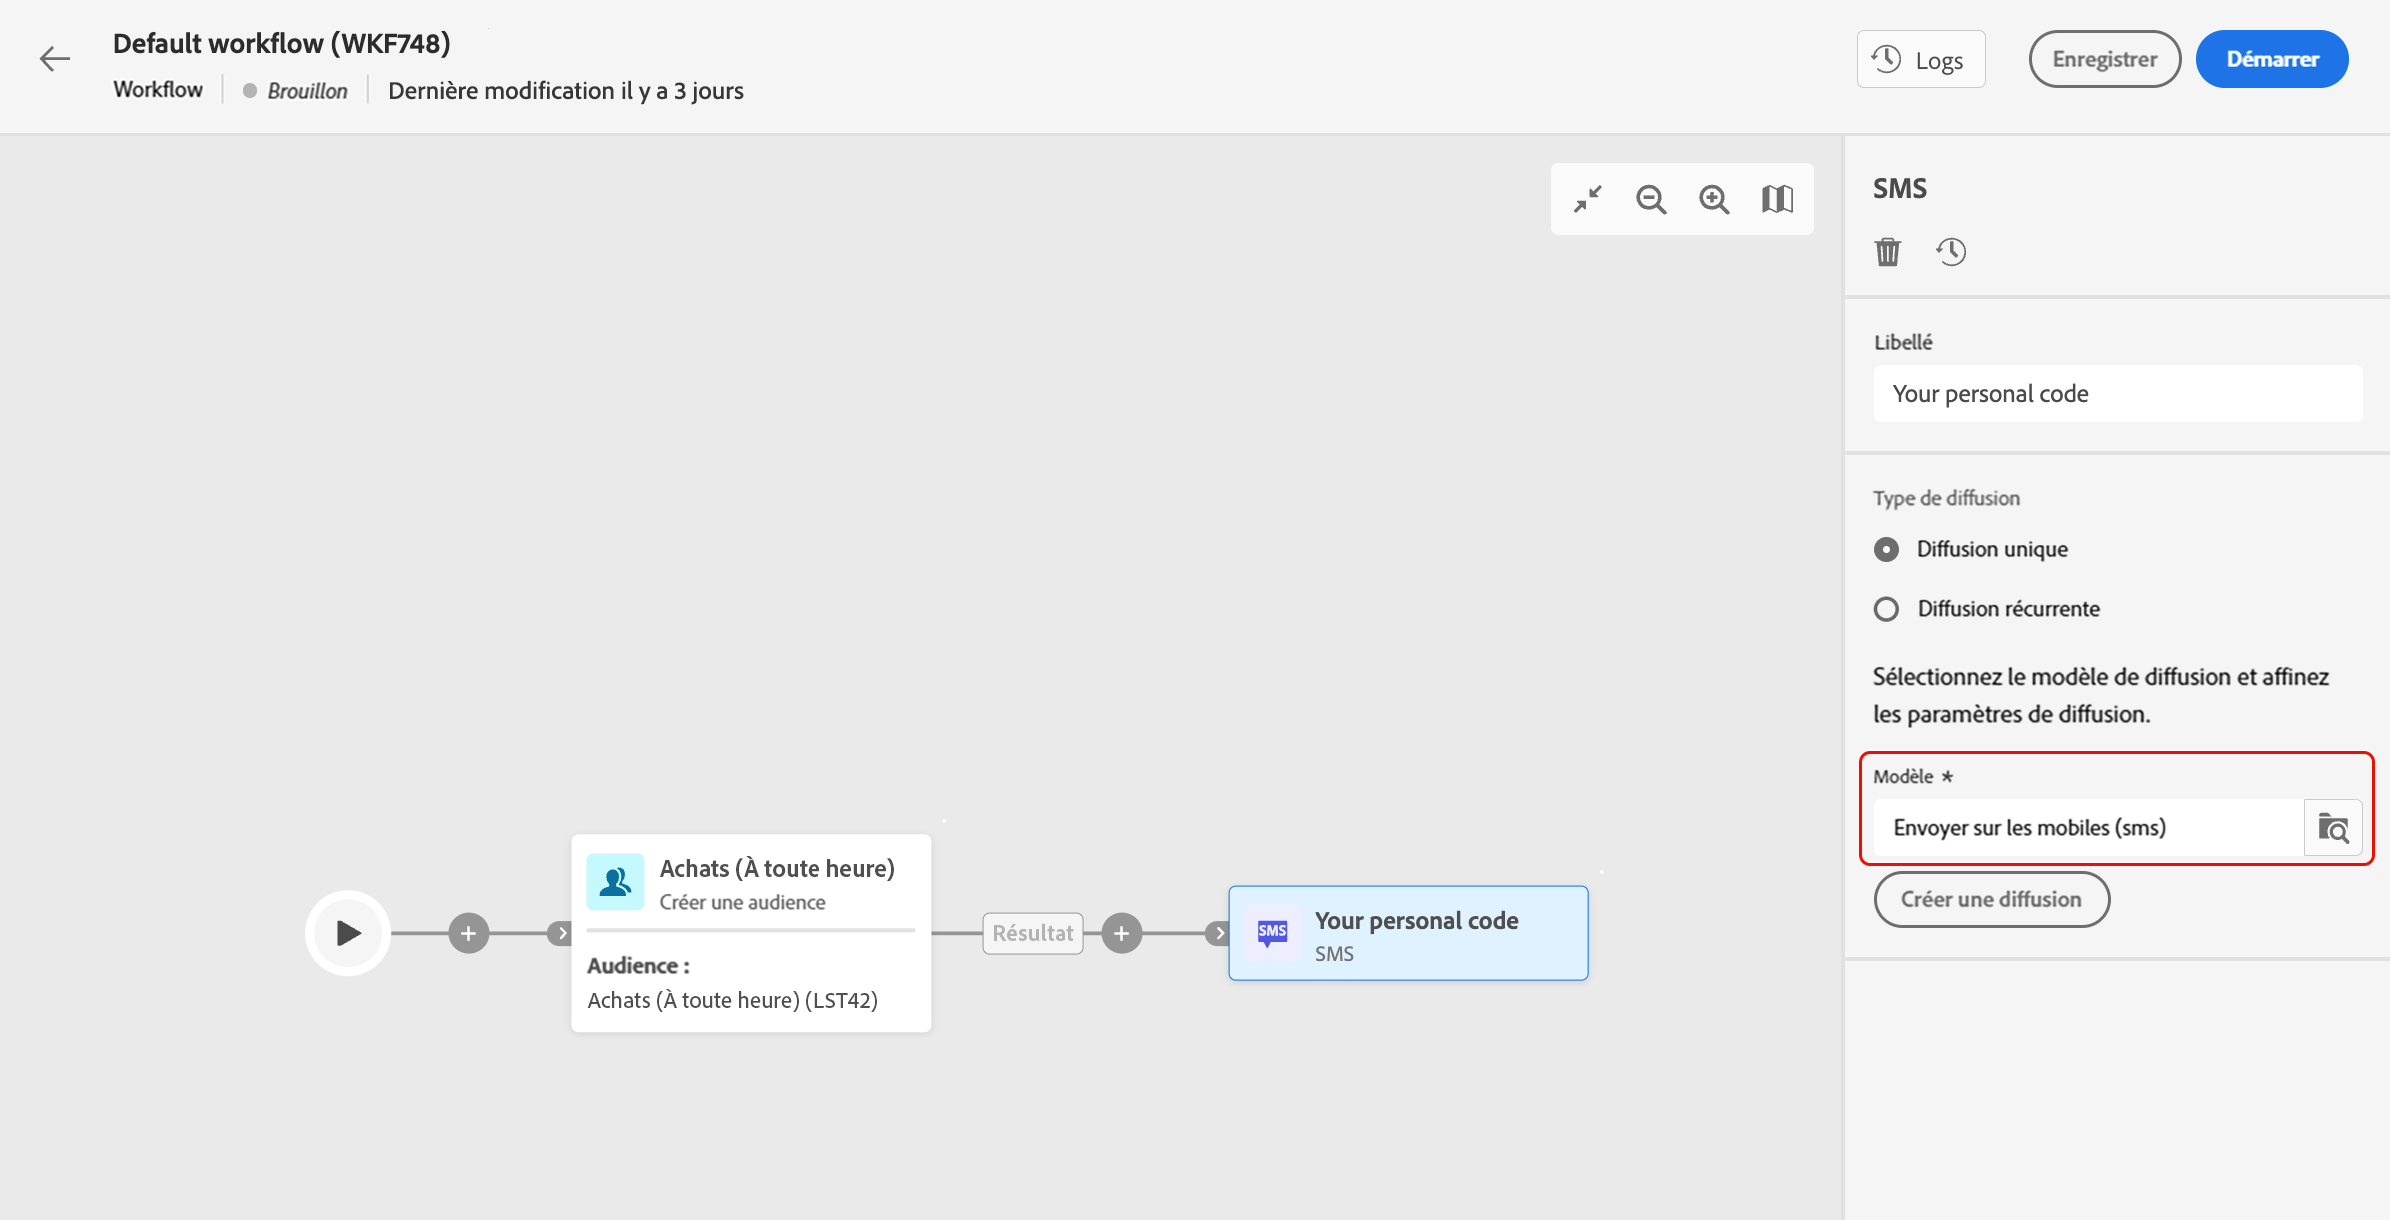 Default workflow (WKF748)
Workflow
Brouillon
Dernière modification il y a 3 jours
Logs
Enregistrer
Démarrer
SMS
Libellé
Your personal code
Type de diffusion
Diffusion unique
Diffusion récurrente
Sélectionnez le modèle de diffusion et affinez
les paramètres de diffusion.
Modèle *
Envoyer sur les mobiles (sms)
Créer une diffusion
Achats (À toute heure)
Créer une audience
Audience :
Achats (À toute heure) (LST42)
Résultat
SMS
Your personal code
SMS